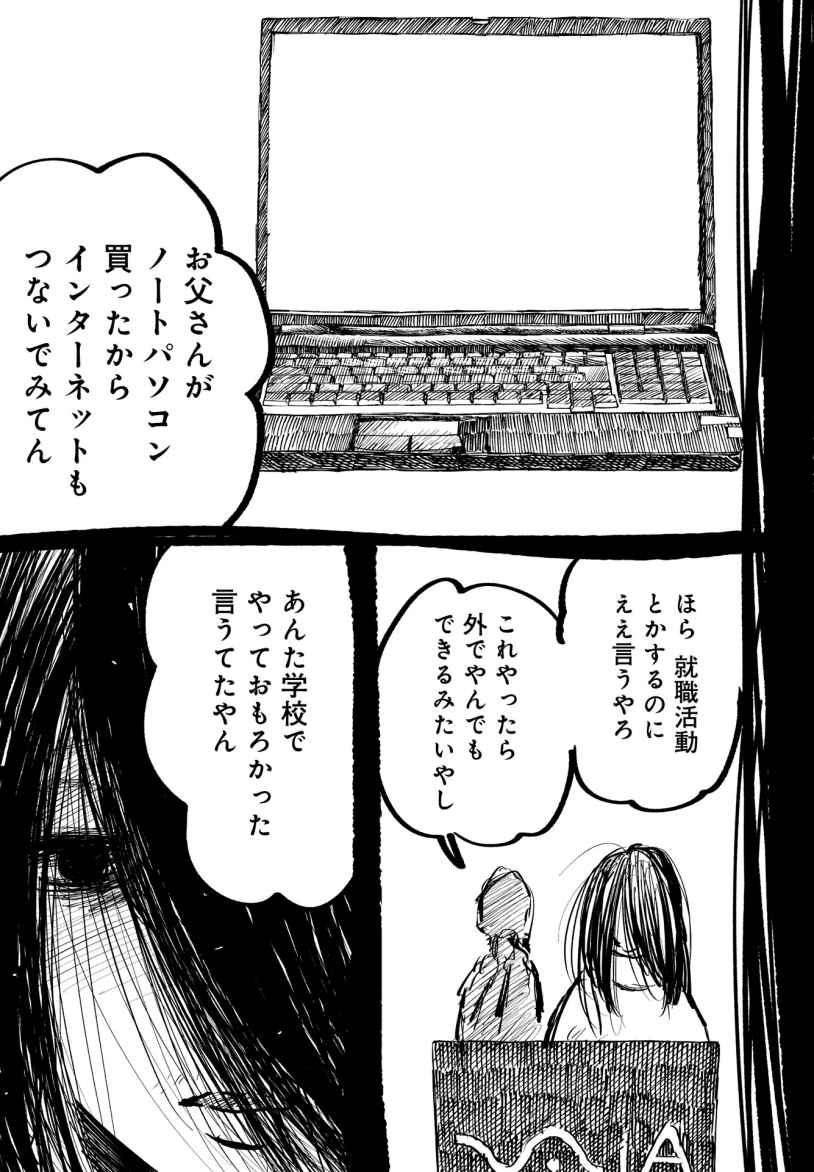 お父さんが
ノートパソコン
買ったから
インターネットも
つないでみてん
ほら 就職活動
とかするのに
ええ言うやろ
これやったら
外でやんでも
できるみたいやし
あんた学校で
やっておもろかった
言うてたやん